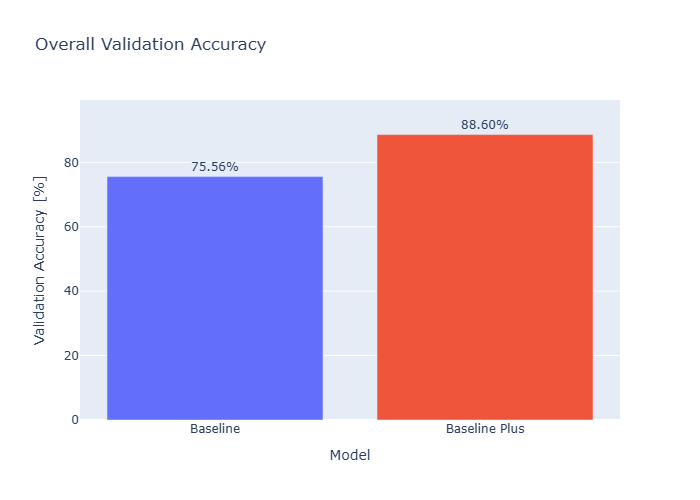 Overall Validation Accuracy
Validation Accuracy [%]
80
60
40
20
0
75.56%
88.60%
Baseline
Baseline Plus
Model